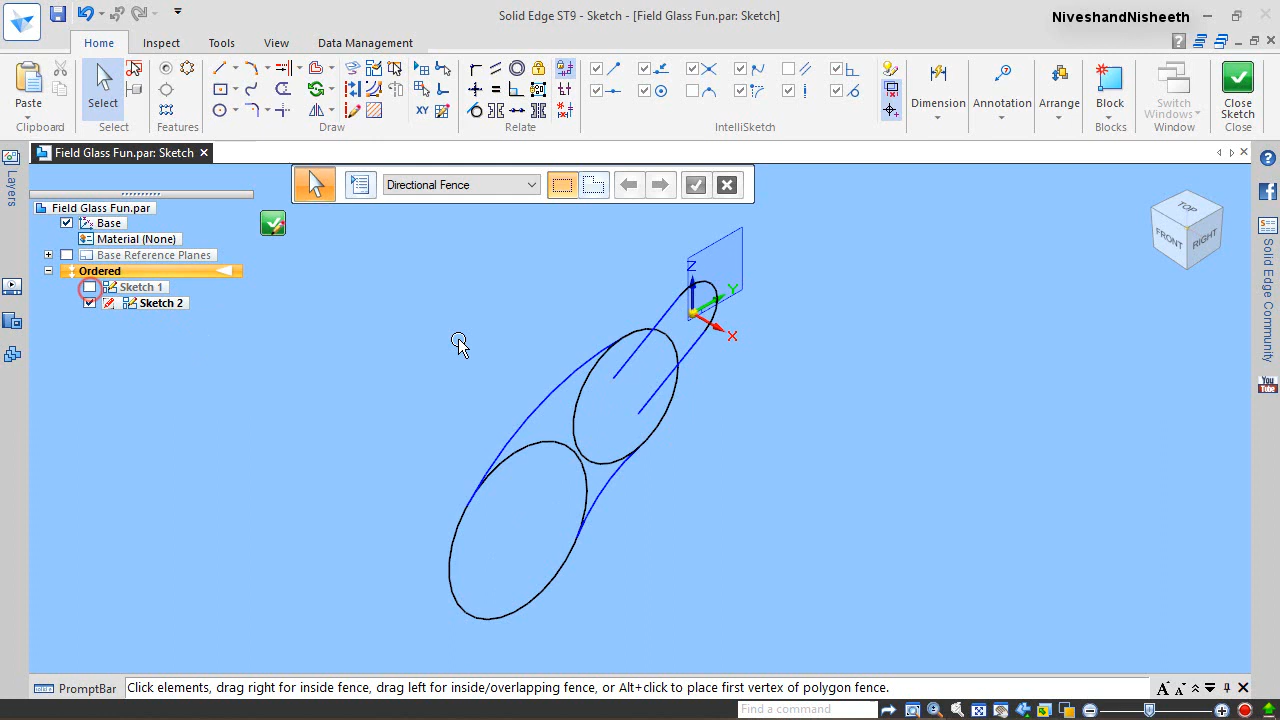 Solid Edge ST9 - Sketch - [Field Glass Fun.par: Sketch]
NiveshandNisheeth
Home
Inspect
Tools
View
Data Management
Paste
Select
Dimension
Annotation
Arrange
Block
Switch Windows
Close Sketch
Clipboard
Select
Features
Draw
Relate
IntelliSketch
Blocks
Window
Close
Field Glass Fun.par: Sketch
Directional Fence
Layers
Field Glass Fun.par
Base
Material (None)
Base Reference Planes
Ordered
Sketch 1
Sketch 2
Z
Y
X
TOP
FRONT
RIGHT
Solid Edge Community
You
Tube
PromptBar
Click elements, drag right for inside fence, drag left for inside/overlapping fence, or Alt+click to place first vertex of polygon fence.
Find a command